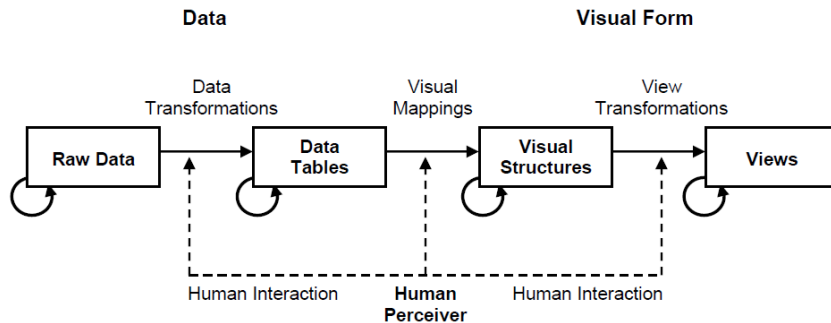 Data
Visual Form
Data
Transformations
Visual
Mappings
View
Transformations
Raw Data
Data
Tables
Visual
Structures
Views
Human Interaction
Human
Perceiver
Human Interaction